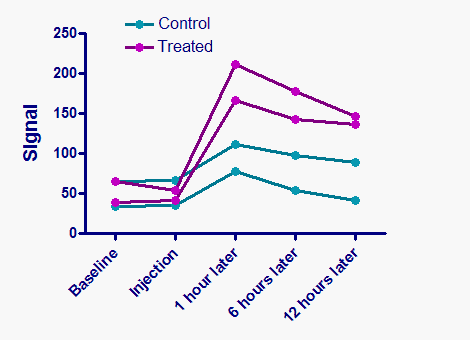 Control
Treated
250
200
150
100
50
0
SIgnal
Baseline
Injection
1 hour later
6 hours later
12 hours later